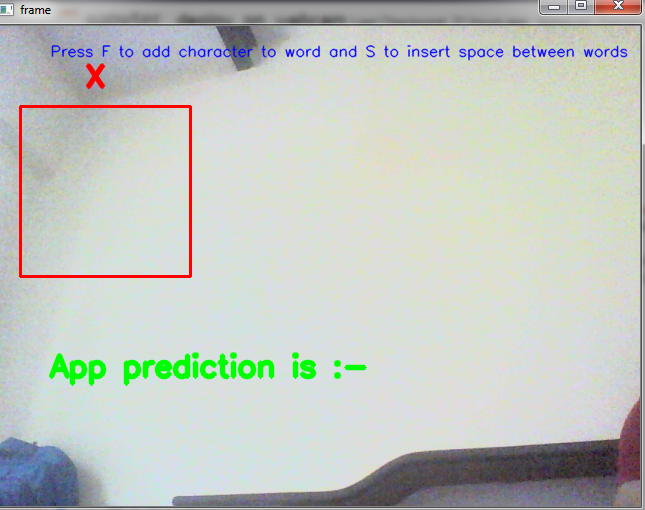 frame
Press F to add character to word and S to insert space between words
X
App prediction is :-